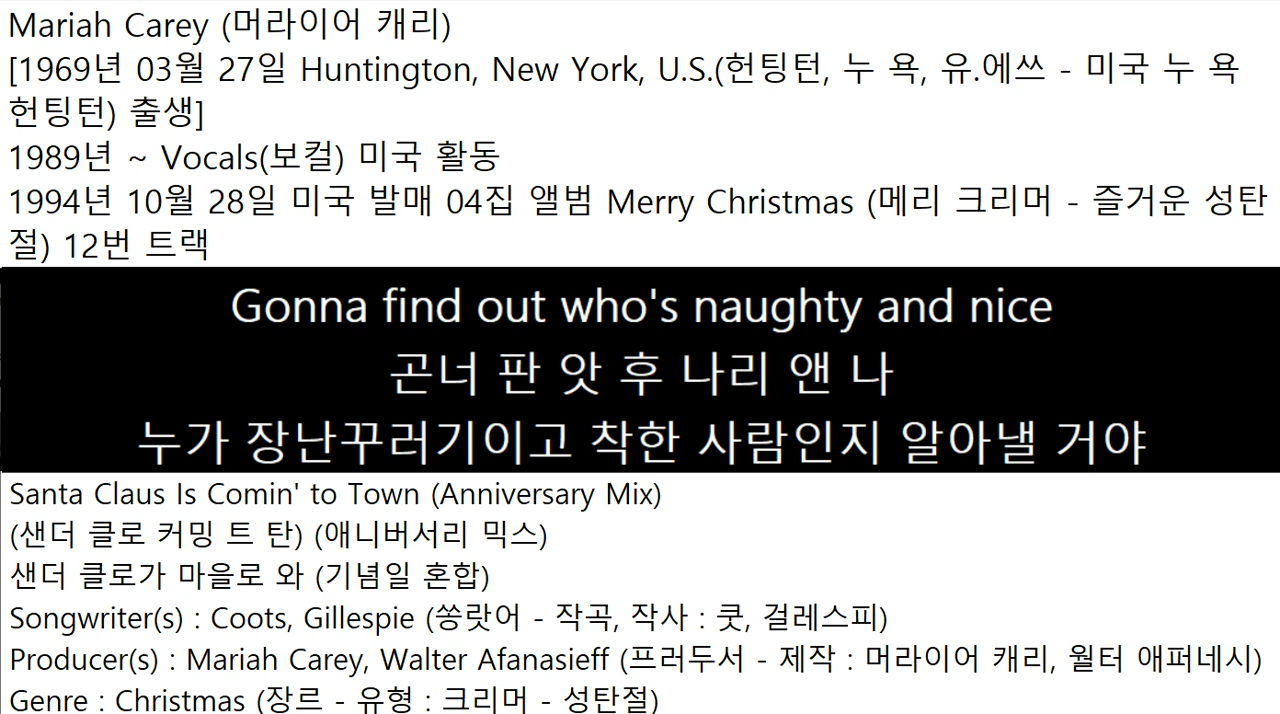 Mariah Carey (머라이어 캐리)
[1969년 03월 27일 Huntington, New York, U.S.(헌팅턴, 누 욕, 유.에쓰 - 미국 누 욕
헌팅턴) 출생]
1989년 ~ Vocals(보컬) 미국 활동
1994년 10월 28일 미국 발매 04집 앨범 Merry Christmas (메리 크리머 - 즐거운 성탄
절) 12번 트랙
Gonna find out who's naughty and nice
곤너 판 앗 후 나리 앤 나
누가 장난꾸러기이고 착한 사람인지 알아낼 거야
Santa Claus Is Comin' to Town (Anniversary Mix)
(샌더 클로 커밍 트 탄) (애니버서리 믹스)
샌더 클로가 마을로 와 (기념일 혼합)
Songwriter(s) : Coots, Gillespie (쏭랏어 - 작곡, 작사 : 쿳, 걸레스피)
Producer(s) : Mariah Carey, Walter Afanasieff (프러두서 - 제작 : 머라이어 캐리, 월터 애퍼네시)
Genre : Christmas (장르 - 유형 : 크리머 - 성탄절)